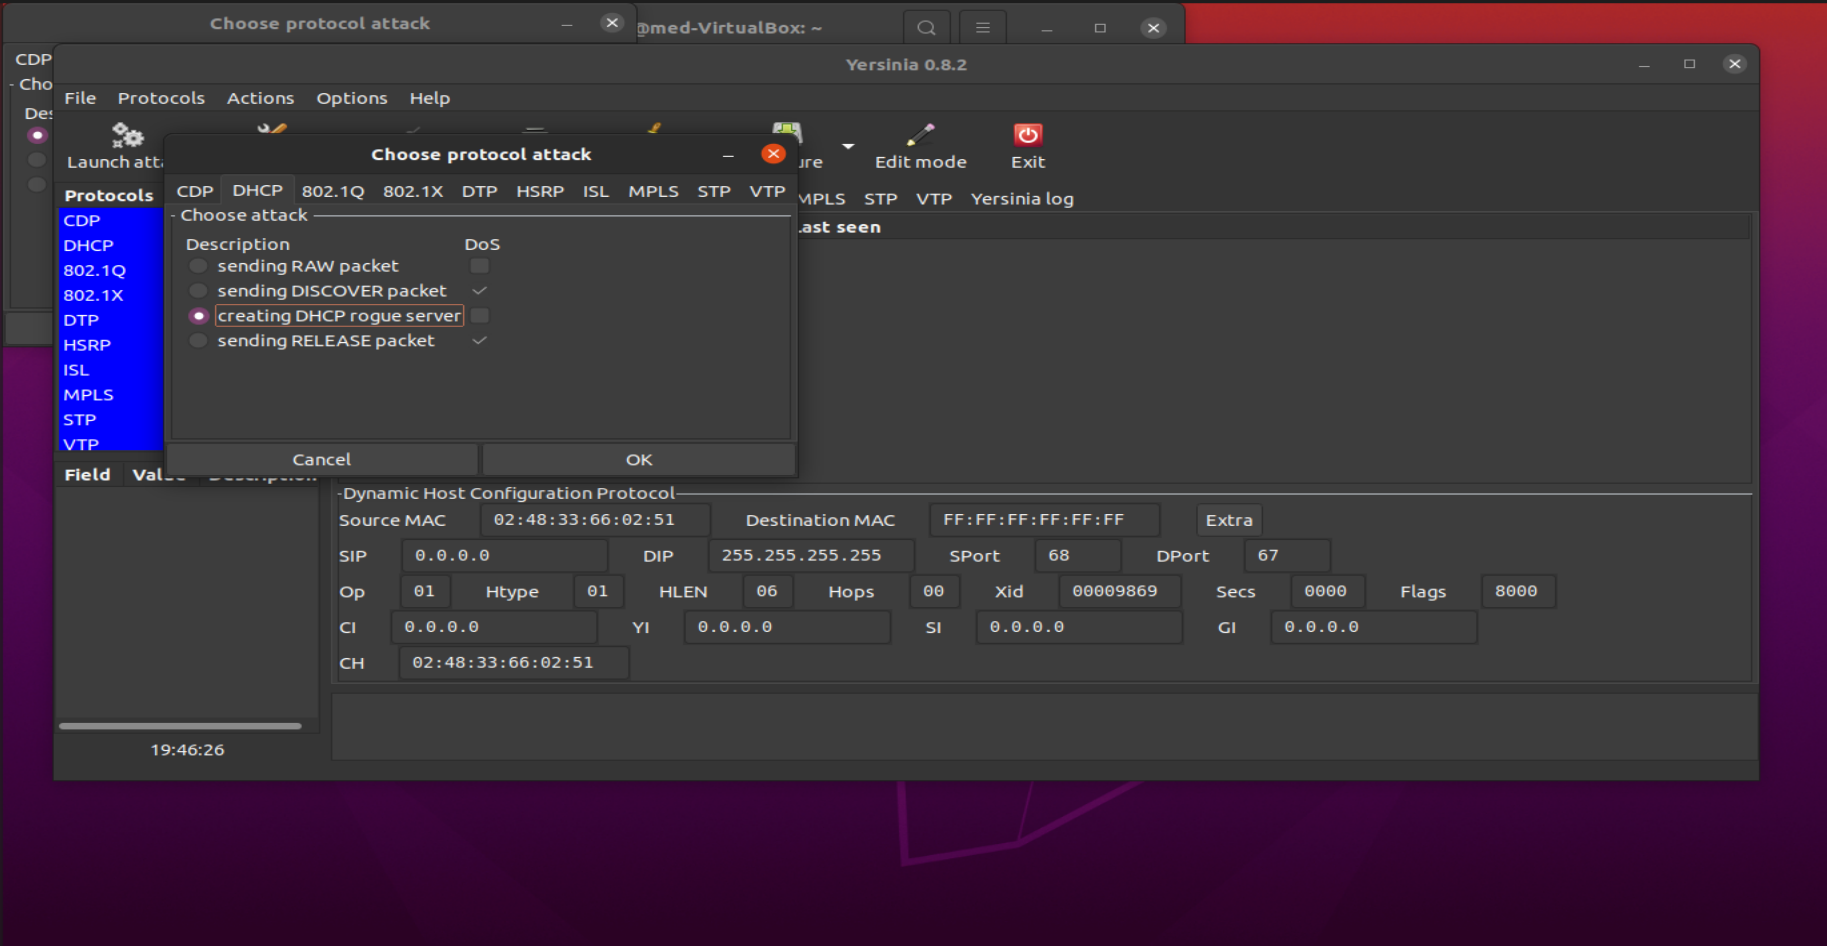 Choose protocol attack
@med-VirtualBox: ~
CDP
Cho
Des
Yersinia 0.8.2
File Protocols Actions Options Help
Launch atta
ure
Edit mode
Exit
Choose protocol attack
CDP DHCP 802.1Q 802.1X DTP HSRP ISL MPLS STP VTP
Choose attack
Description DoS
sending RAW packet
sending DISCOVER packet
creating DHCP rogue server
sending RELEASE packet
Cancel OK
MPLS STP VTP Yersinia log
Last seen
Protocols
CDP
DHCP
802.1Q
802.1X
DTP
HSRP
ISL
MPLS
STP
VTP
Field Value Description
19:46:26
Dynamic Host Configuration Protocol
Source MAC 02:48:33:66:02:51 Destination MAC FF:FF:FF:FF:FF:FF Extra
SIP 0.0.0.0 DIP 255.255.255.255 SPort 68 DPort 67
Op 01 Htype 01 HLEN 06 Hops 00 Xid 00009869 Secs 0000 Flags 8000
CI 0.0.0.0 YI 0.0.0.0 SI 0.0.0.0 GI 0.0.0.0
CH 02:48:33:66:02:51